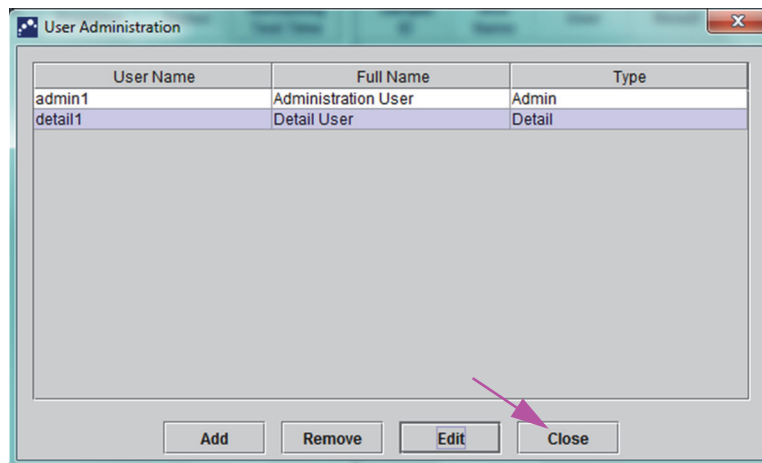 User Administration
User Name Full Name Type
admin1 Administration User Admin
detail1 Detail User Detail
Add Remove Edit Close